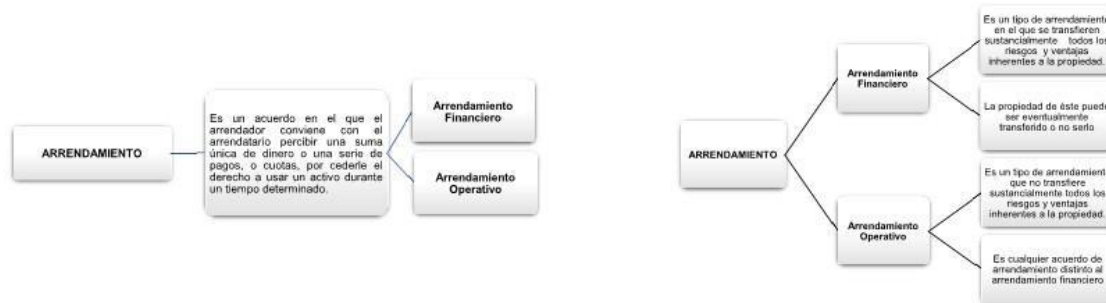 ARRENDAMIENTO
Es un acuerdo en el que el
arrendador conviene con el
arrendatario percibir una suma
única de dinero o una serie de
pagos, o cuotas, por cederle el
derecho a usar un activo durante
un tiempo determinado.
Arrendamiento
Financiero
Arrendamiento
Operativo
ARRENDAMIENTO
Arrendamiento
Financiero
Es un tipo de arrendamiento
en el que se transfieren
sustancialmente todos los
riesgos y ventajas
inherentes a la propiedad.
La propiedad de éste puede
ser eventualmente
transferido o no serlo
Arrendamiento
Operativo
Es un tipo de arrendamiento
que no transfiere
sustancialmente todos los
riesgos y ventajas
inherentes a la propiedad.
Es cualquier acuerdo de
arrendamiento distinto al
arrendamiento financiero